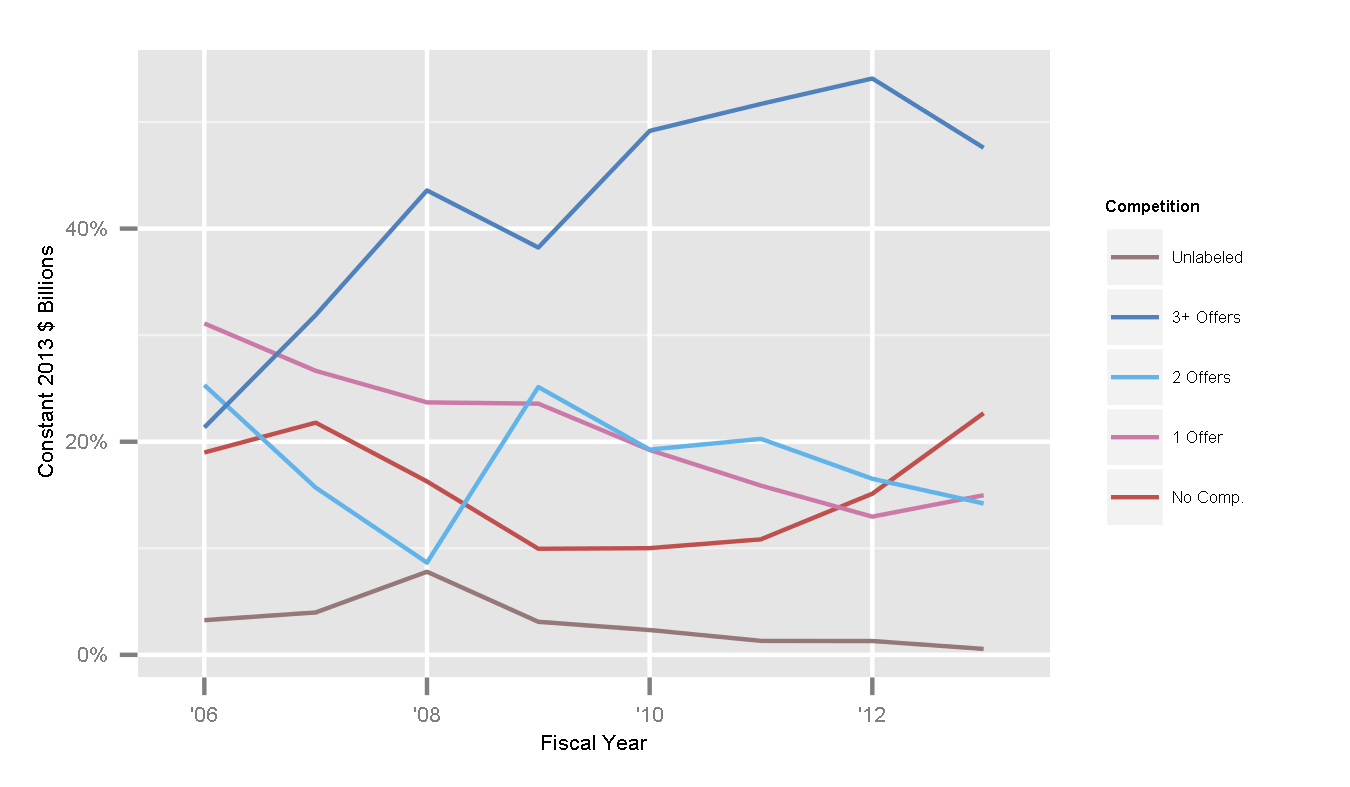 40%
20%
0%
Constant 2013 $ Billions
'06
'08
'10
'12
Fiscal Year
Competition
Unlabeled
3+ Offers
2 Offers
1 Offer
No Comp.